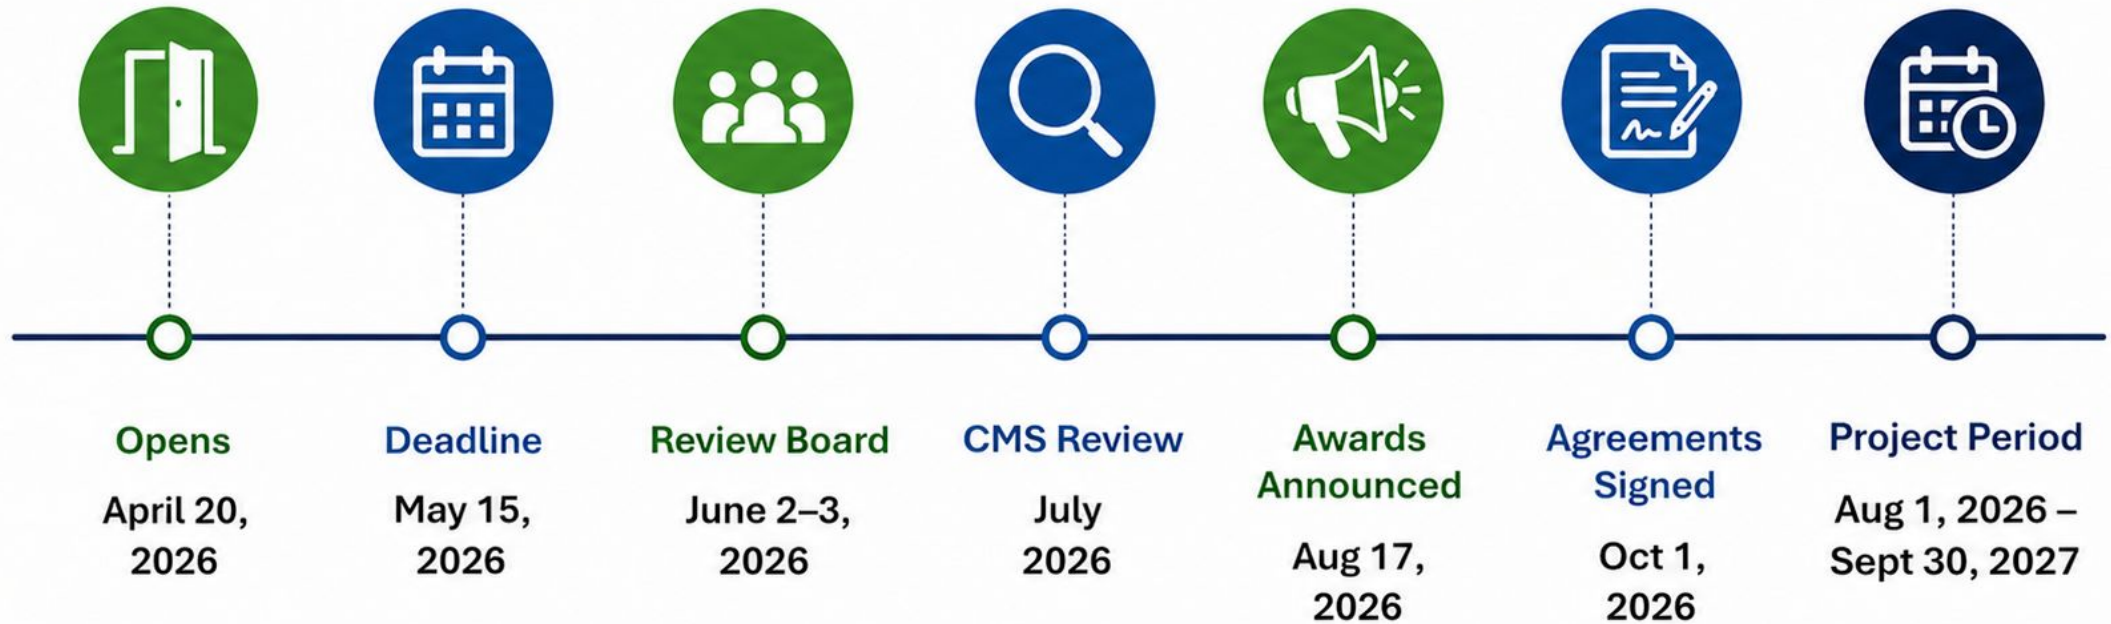 Opens
April 20,
2026
Deadline
May 15,
2026
Review Board
June 2–3,
2026
CMS Review
July
2026
Awards
Announced
Aug 17,
2026
Agreements
Signed
Oct 1,
2026
Project Period
Aug 1, 2026 –
Sept 30, 2027